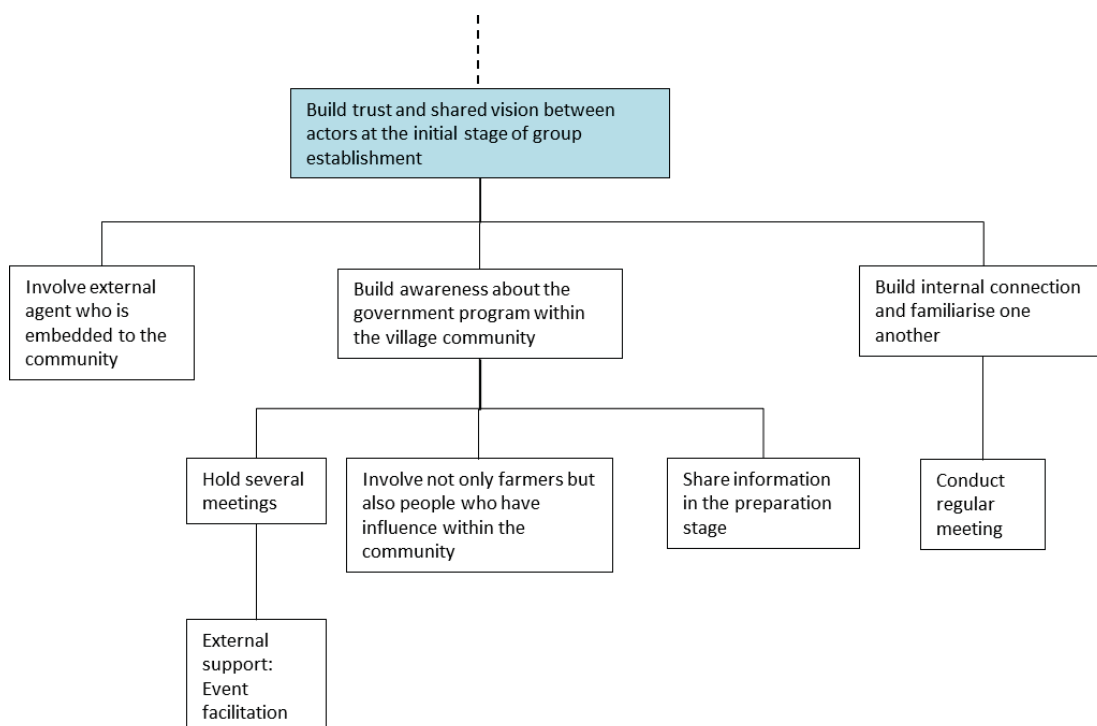 Build trust and shared vision between
actors at the initial stage of group
establishment
Involve external
agent who is
embedded to the
community
Build awareness about the
government program within
the village community
Build internal connection
and familiarise one
another
Hold several
meetings
Involve not only farmers but
also people who have
influence within the
community
Share information
in the preparation
stage
Conduct
regular
meeting
External
support:
Event
facilitation